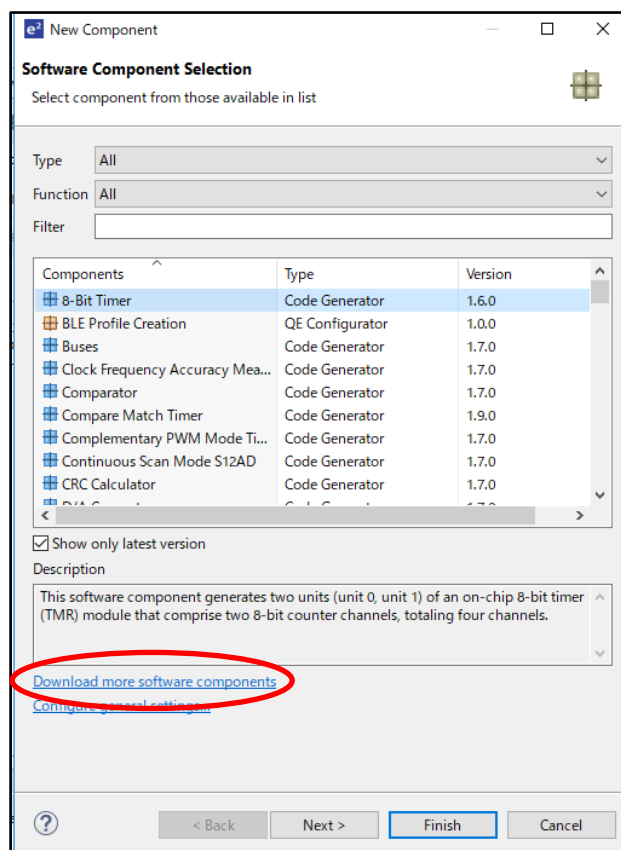 e² New Component
Software Component Selection
Select component from those available in list
Type All
Function All
Filter
Components Type Version
8-Bit Timer Code Generator 1.6.0
BLE Profile Creation QE Configurator 1.0.0
Buses Code Generator 1.7.0
Clock Frequency Accuracy Mea... Code Generator 1.7.0
Comparator Code Generator 1.7.0
Compare Match Timer Code Generator 1.9.0
Complementary PWM Mode Ti... Code Generator 1.7.0
Continuous Scan Mode S12AD Code Generator 1.7.0
CRC Calculator Code Generator 1.7.0
Show only latest version
Description
This software component generates two units (unit 0, unit 1) of an on-chip 8-bit timer
(TMR) module that comprise two 8-bit counter channels, totaling four channels.
Download more software components
Configure general settings...
? < Back Next > Finish Cancel